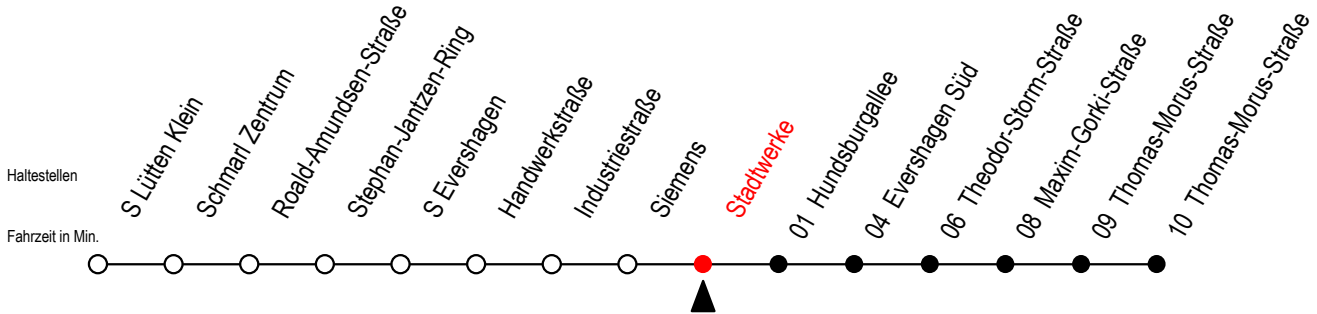 Haltestellen
Fahrzeit in Min.
S Lütten Klein
Schmarl Zentrum
Roald-Amundsen-Straße
Stephan-Jantzen-Ring
S Evershagen
Handwerkstraße
Industriestraße
Siemens
Stadtwerke
01 Hundsburgallee
04 Evershagen Süd
06 Theodor-Storm-Straße
08 Maxim-Gorki-Straße
09 Thomas-Morus-Straße
10 Thomas-Morus-Straße